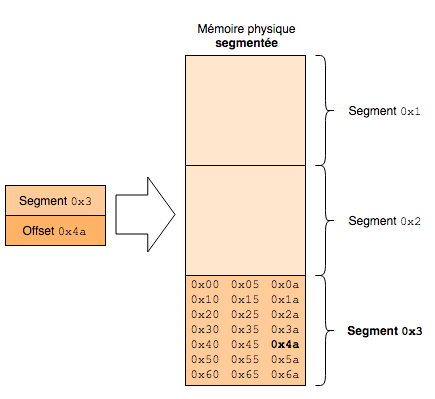 Mémoire physique
segmentée
Segment 0x1
Segment 0x3
Offset 0x4a
Segment 0x2
0x00 0x05 0x0a
0x10 0x15 0x1a
0x20 0x25 0x2a
0x30 0x35 0x3a
0x40 0x45 0x4a
0x50 0x55 0x5a
0x60 0x65 0x6a
Segment 0x3